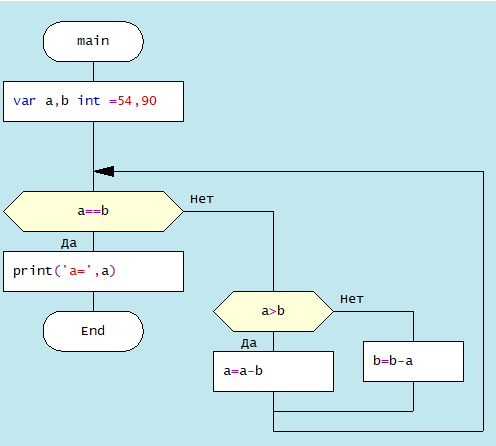 main
var a,b int =54,90
Нет
a==b
Да
print('a=',a)
End
Нет
a>b
Да
a=a-b
b=b-a